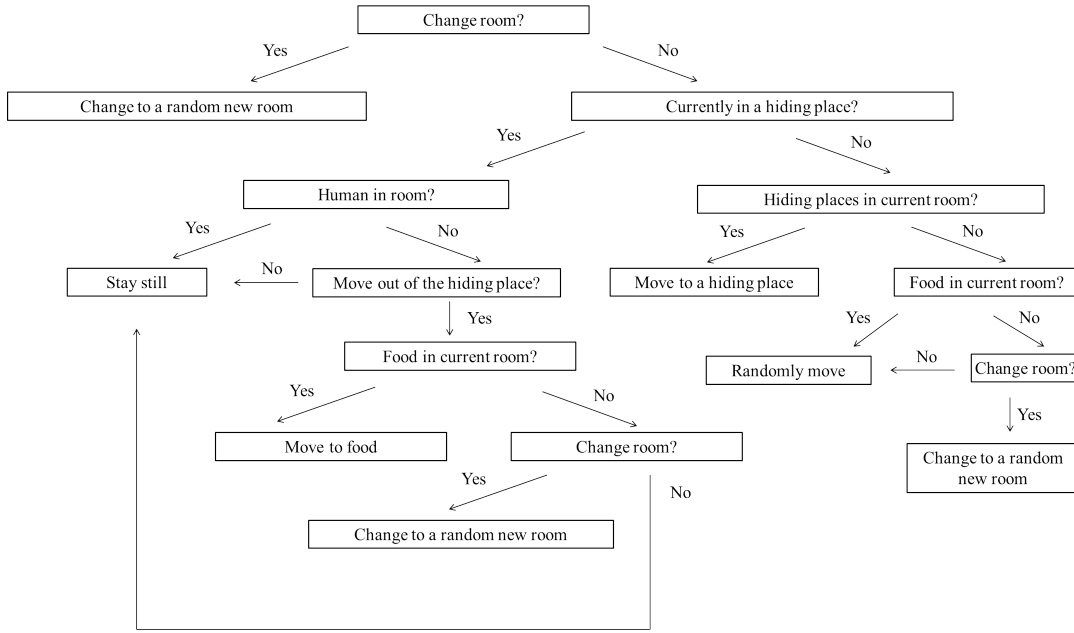 Change room?
Yes
No
Change to a random new room
Currently in a hiding place?
Yes
No
Human in room?
Hiding places in current room?
Yes
No
Yes
No
Stay still
No
Move out of the hiding place?
Move to a hiding place
Food in current room?
Yes
Yes
No
Food in current room?
Randomly move
No
Change room?
Yes
No
Yes
Move to food
Change room?
Change to a random
new room
Yes
No
Change to a random new room